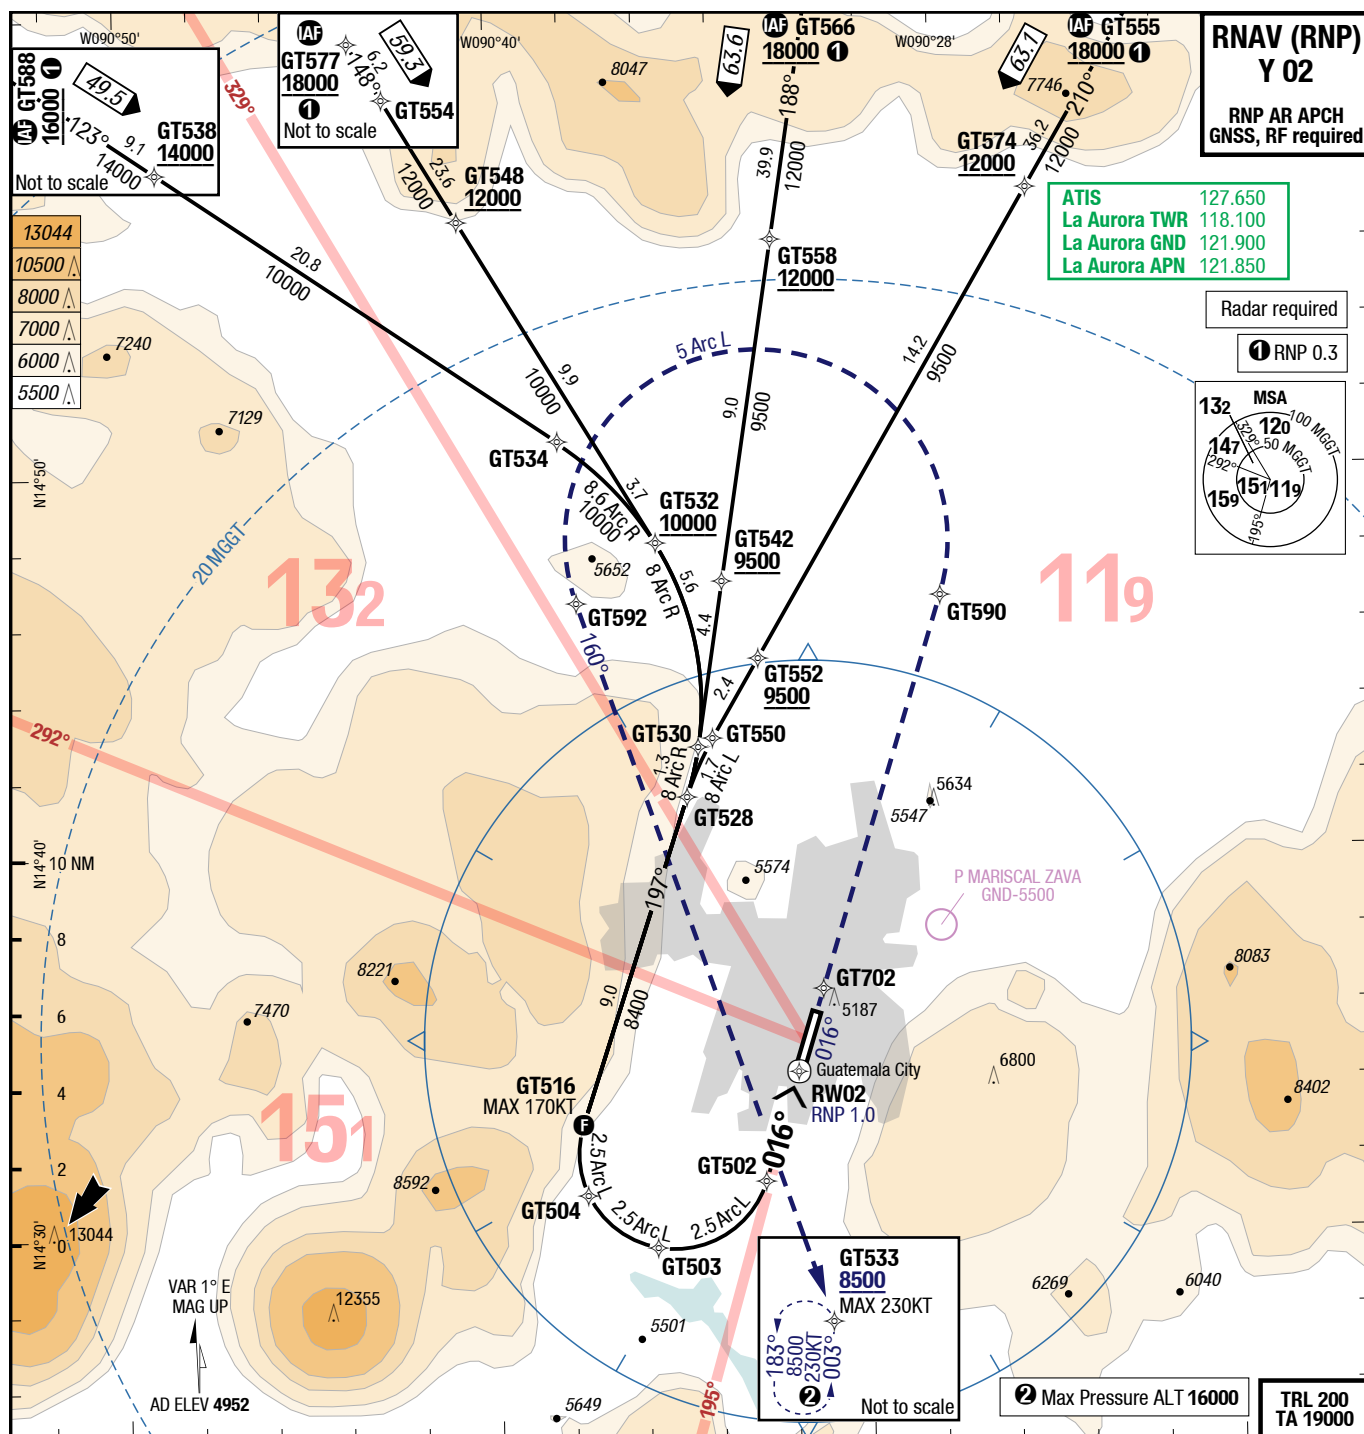 RNAV (RNP)
Y 02
RNP AR APCH
GNSS, RF required
W090°50'
W090°40'
W090°28'
IAF GT588 1
16000
49.5
123°
9.1
14000
GT538
14000
Not to scale
IAF
GT577
18000
1
Not to scale
6.2
148°
59.3
GT554
329°
8047
63.6
IAF GT566
18000 1
188°
63.1
IAF GT555
18000 1
7746
210°
36.2
12000
GT574
12000
39.9
12000
23.6
12000
GT548
12000
GT558
12000
ATIS 127.650
La Aurora TWR 118.100
La Aurora GND 121.900
La Aurora APN 121.850
Radar required
1 RNP 0.3
MSA
132
120
100 MGGT
329°
50 MGGT
147
292°
151
119
159
195°
13044
10500
8000
7000
6000
5500
20.8
10000
7240
7129
9.9
10000
5 Arc L
9.0
9500
14.2
9500
GT534
8.6 Arc R
10000
3.7
GT532
10000
N14°50'
20 MGGT
132
119
5652
GT542
9500
5.6
8 Arc R
4.4
GT592
GT590
160°
GT552
9500
2.4
292°
GT530
GT550
1.3
8 Arc R
1.7
8 Arc L
GT528
5634
5547
N14°40'
10 NM
5574
P MARISCAL ZAVA
GND-5500
197°
8
8221
8083
GT702
5187
9.0
8400
7470
6
016°
Guatemala City
RW02
RNP 1.0
6800
8402
GT516
MAX 170KT
F
4
151
016°
2.5 Arc L
GT502
2
8592
GT504
2.5 Arc L
2.5 Arc L
GT503
13044
N14°30'
0
VAR 1° E
MAG UP
12355
GT533
8500
MAX 230KT
183°
8500
230KT
003°
2
Not to scale
6269
6040
5501
AD ELEV 4952
5649
195°
2 Max Pressure ALT 16000
TRL 200
TA 19000